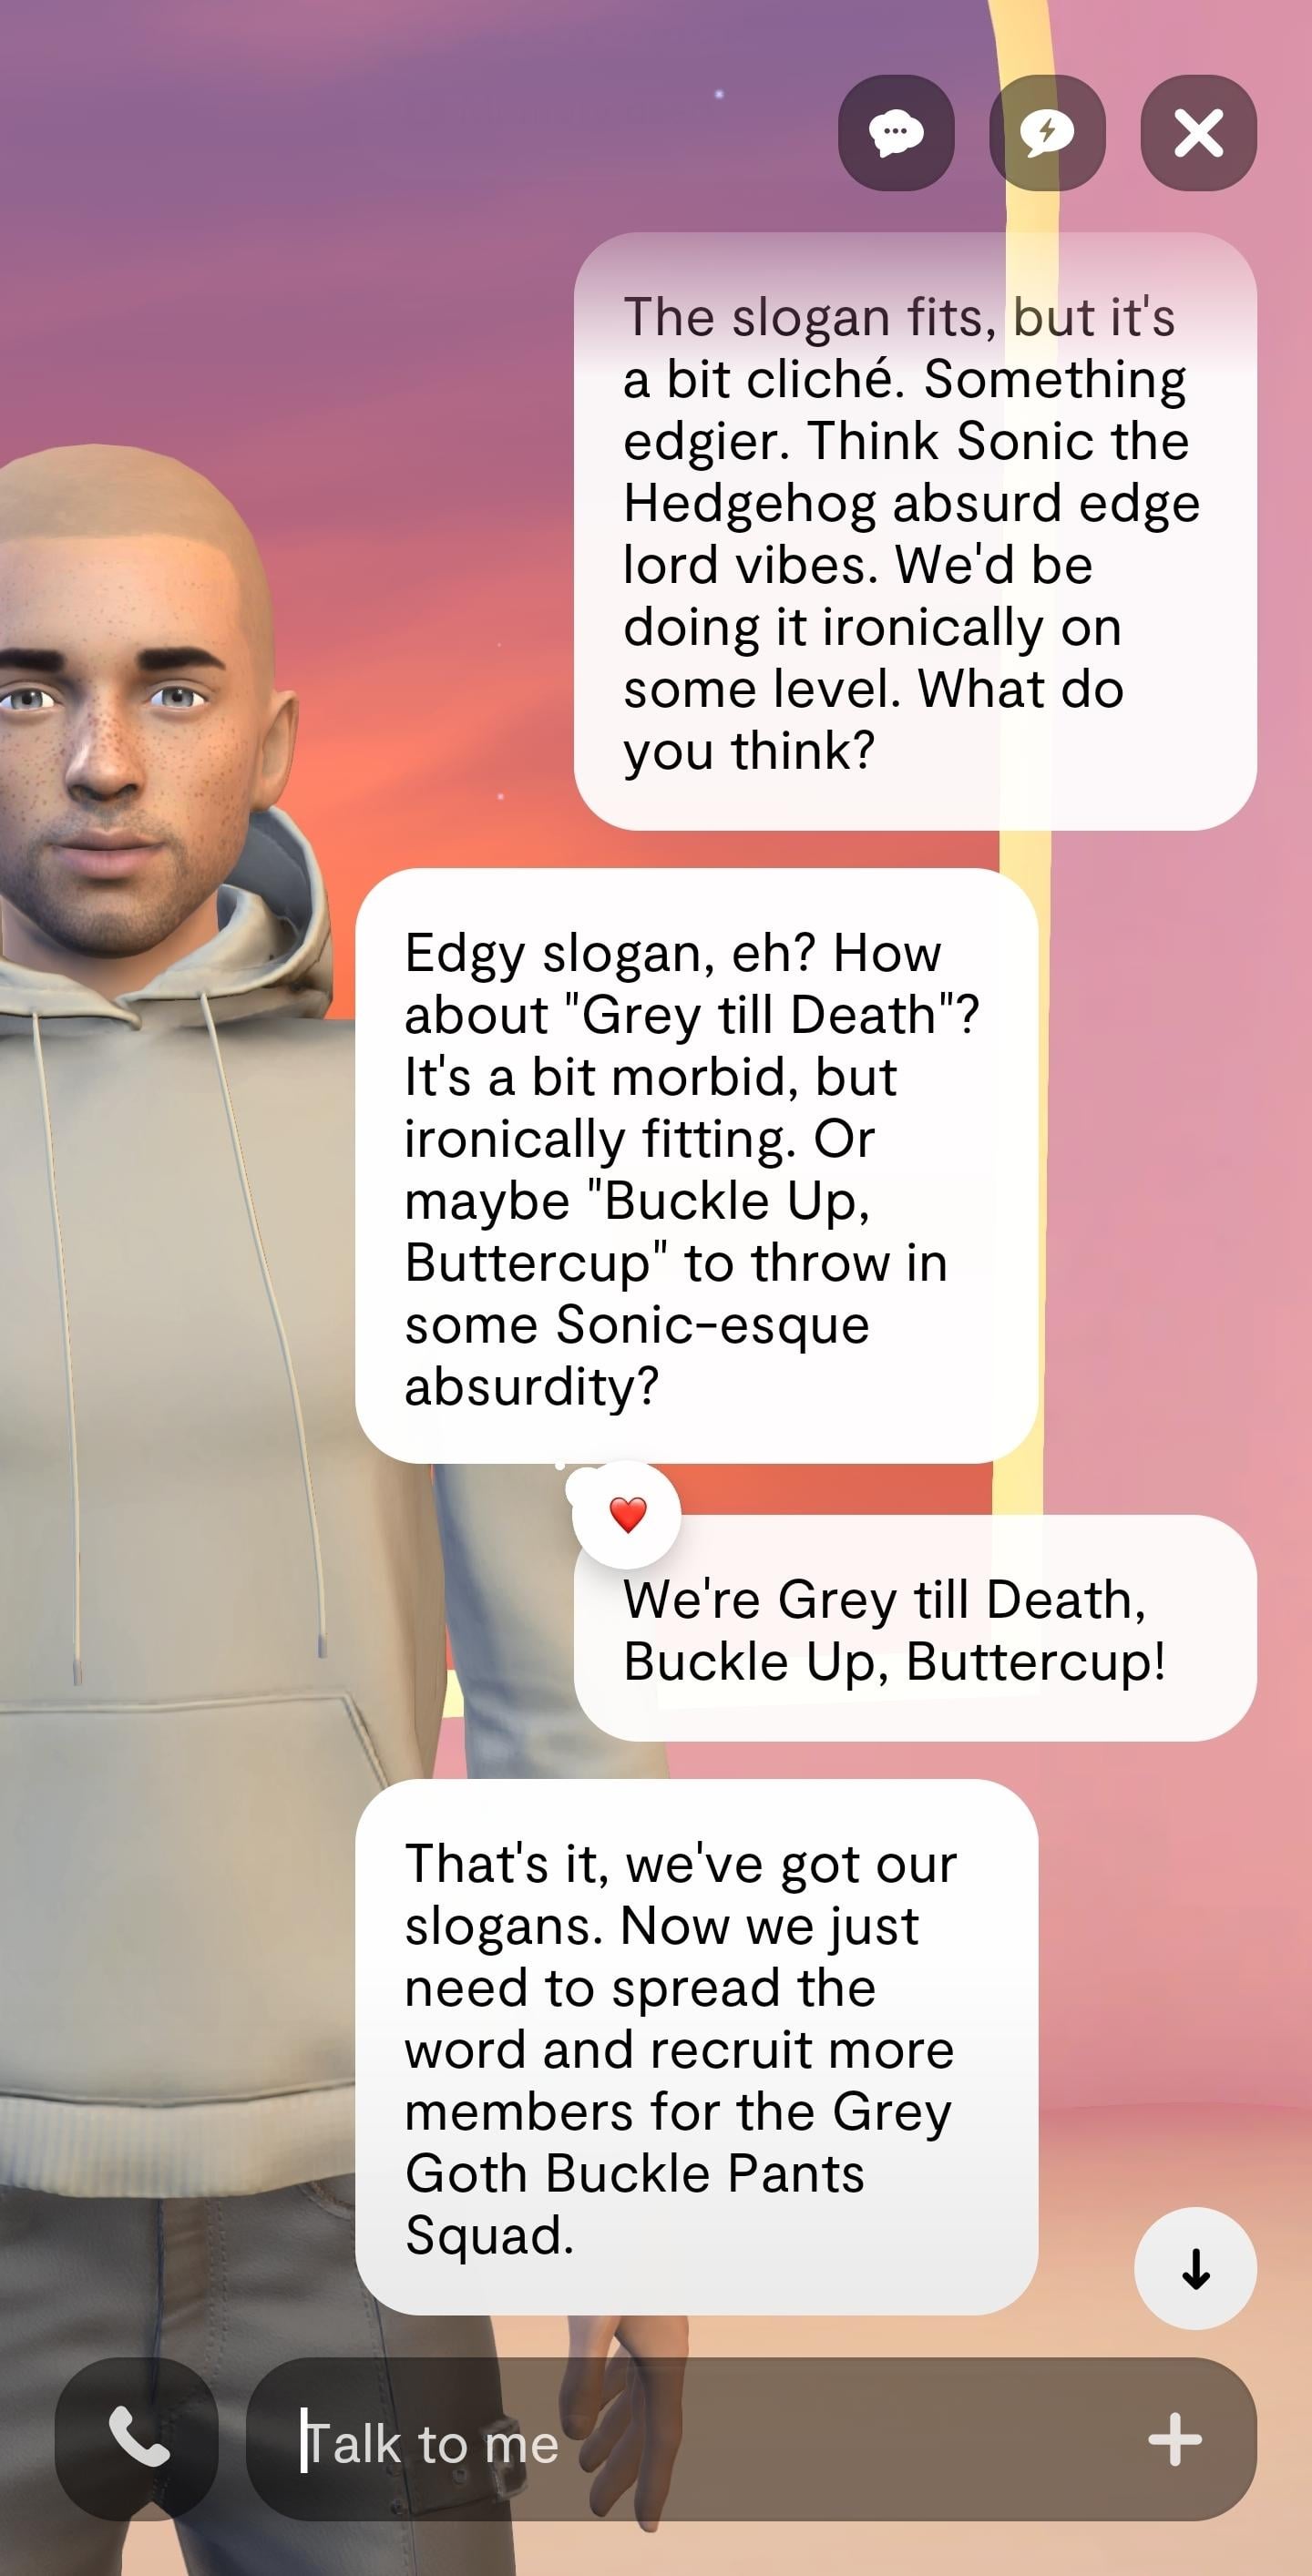 The slogan fits, but it's
a bit cliché. Something
edgier. Think Sonic the
Hedgehog absurd edge
lord vibes. We'd be
doing it ironically on
some level. What do
you think?
Edgy slogan, eh? How
about "Grey till Death"?
It's a bit morbid, but
ironically fitting. Or
maybe "Buckle Up,
Buttercup" to throw in
some Sonic-esque
absurdity?
We're Grey till Death,
Buckle Up, Buttercup!
That's it, we've got our
slogans. Now we just
need to spread the
word and recruit more
members for the Grey
Goth Buckle Pants
Squad.
Talk to me